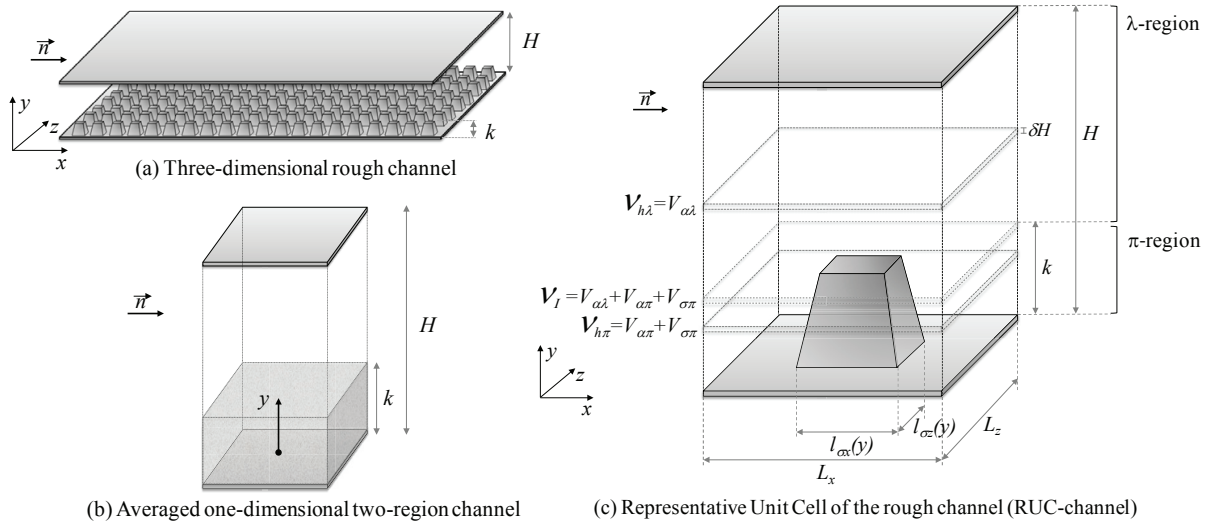 n
H
y
z
x
k
(a) Three-dimensional rough channel
n
H
k
y
(b) Averaged one-dimensional two-region channel
λ-region
n
H
δH
V_hλ=V_αλ
π-region
k
V_I =V_αλ+V_απ+V_σπ
V_hπ=V_απ+V_σπ
y
z
x
l_σz(y)
L_z
l_σx(y)
L_x
(c) Representative Unit Cell of the rough channel (RUC-channel)